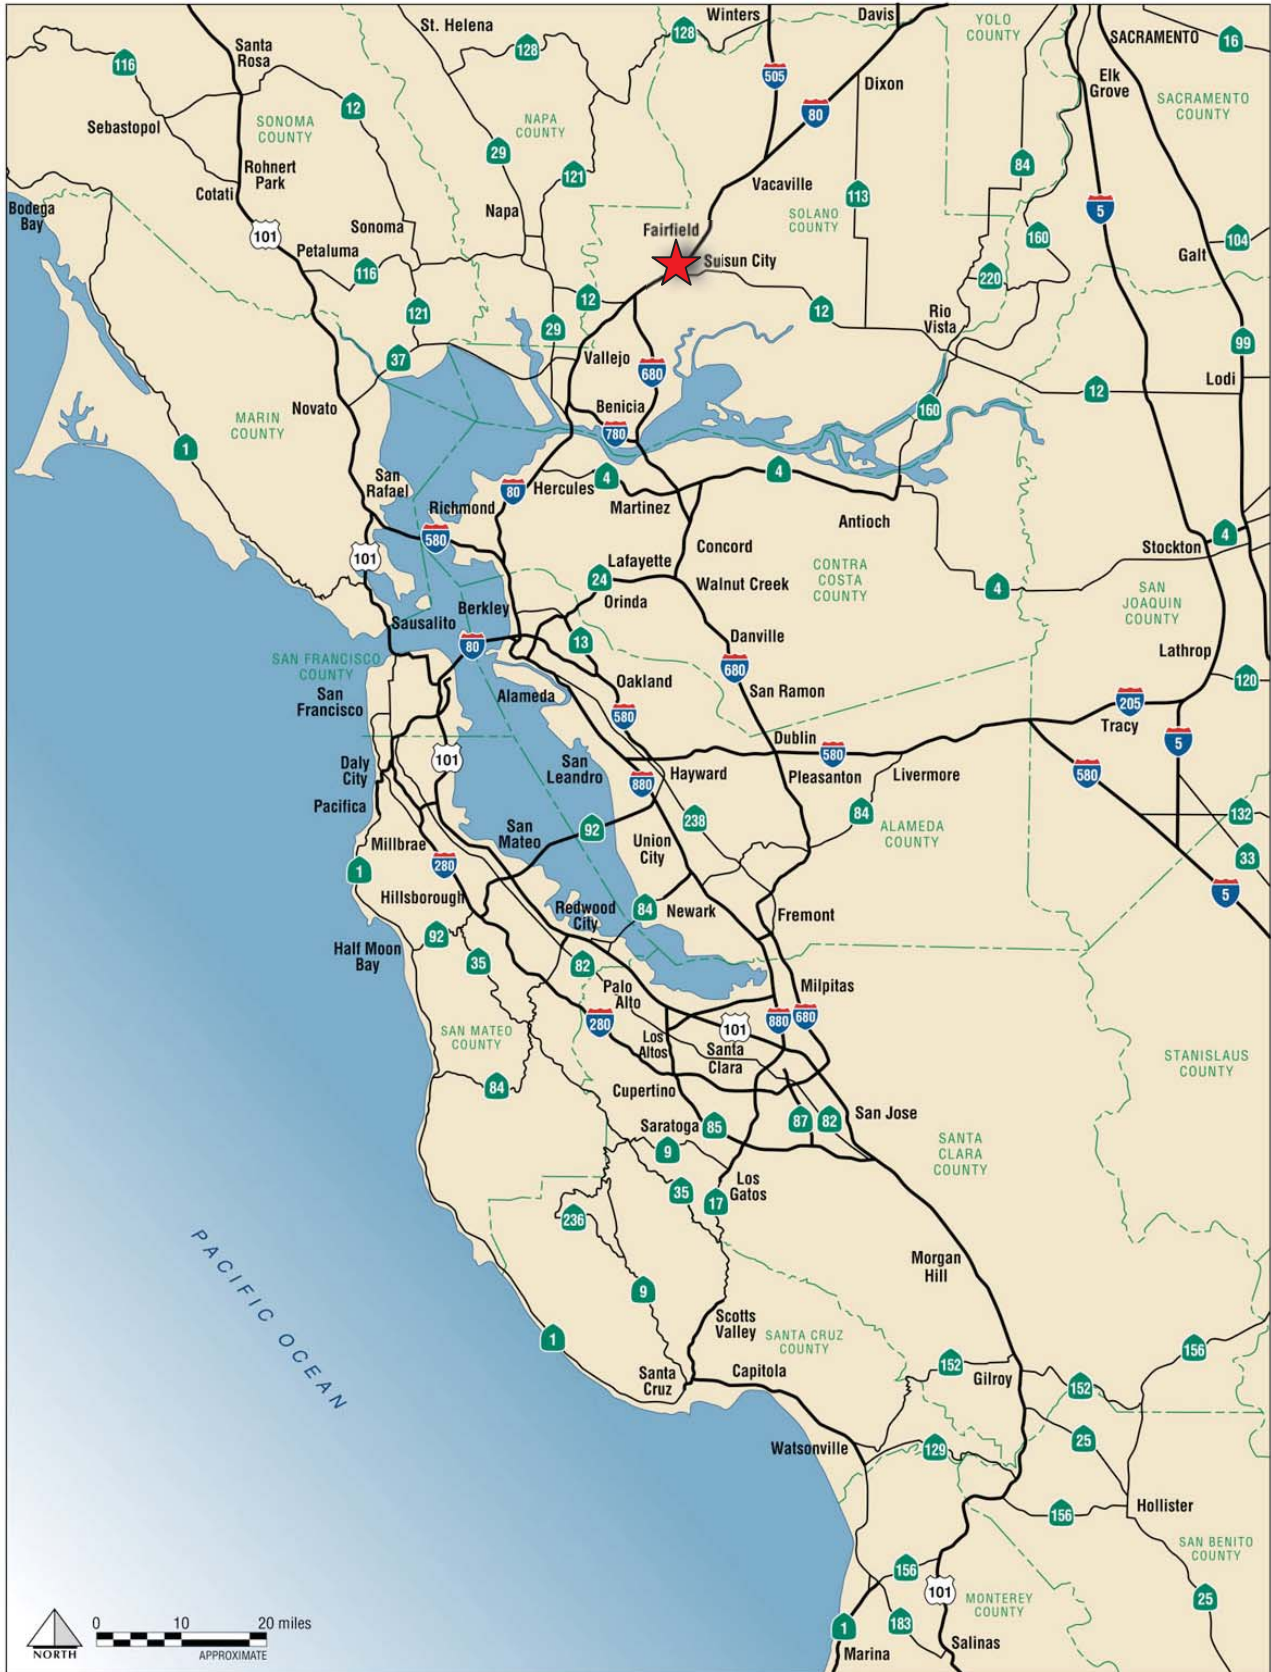 St. Helena
Winters
Davis
YOLO
COUNTY
SACRAMENTO
16
128
128
Santa
Rosa
116
505
Elk
Grove
Dixon
80
SACRAMENTO
COUNTY
12
NAPA
COUNTY
SONOMA
COUNTY
Sebastopol
29
84
Rohnert
Park
121
Vacaville
Cotati
113
Bodega
Bay
Napa
5
SOLANO
COUNTY
Sonoma
101
Fairfield
160
104
Petaluma
Suisun City
Galt
116
220
12
121
12
Rio
Vista
29
99
37
Vallejo
680
Lodi
12
Novato
Benicia
160
MARIN
COUNTY
780
1
San
Rafael
4
4
Hercules
80
Richmond
Martinez
Antioch
580
4
Concord
Stockton
101
Lafayette
CONTRA
COSTA
COUNTY
24
Walnut Creek
4
SAN
JOAQUIN
COUNTY
Orinda
Berkley
Sausalito
80
13
Danville
Lathrop
SAN FRANCISCO
COUNTY
680
Oakland
120
San
Francisco
Alameda
San Ramon
205
580
Tracy
Dublin
5
101
580
Daly
City
San
Leandro
Hayward
Pleasanton
Livermore
580
880
Pacifica
84
132
238
92
San
Mateo
ALAMEDA
COUNTY
Millbrae
Union
City
33
280
1
5
Hillsborough
Redwood
City
84
Newark
Fremont
92
Half Moon
Bay
35
82
Palo
Alto
Milpitas
280
101
880
680
SAN MATEO
COUNTY
Los
Altos
Santa
Clara
STANISLAUS
COUNTY
84
Cupertino
San Jose
Saratoga
85
87
82
9
SANTA
CLARA
COUNTY
35
Los
Gatos
17
236
PACIFIC OCEAN
Morgan
Hill
9
Scotts
Valley
1
SANTA CRUZ
COUNTY
156
152
Santa
Cruz
Capitola
Gilroy
152
Watsonville
129
25
156
Hollister
SAN BENITO
COUNTY
156
101
25
MONTEREY
COUNTY
183
1
Marina
Salinas
NORTH
0 10 20 miles
APPROXIMATE